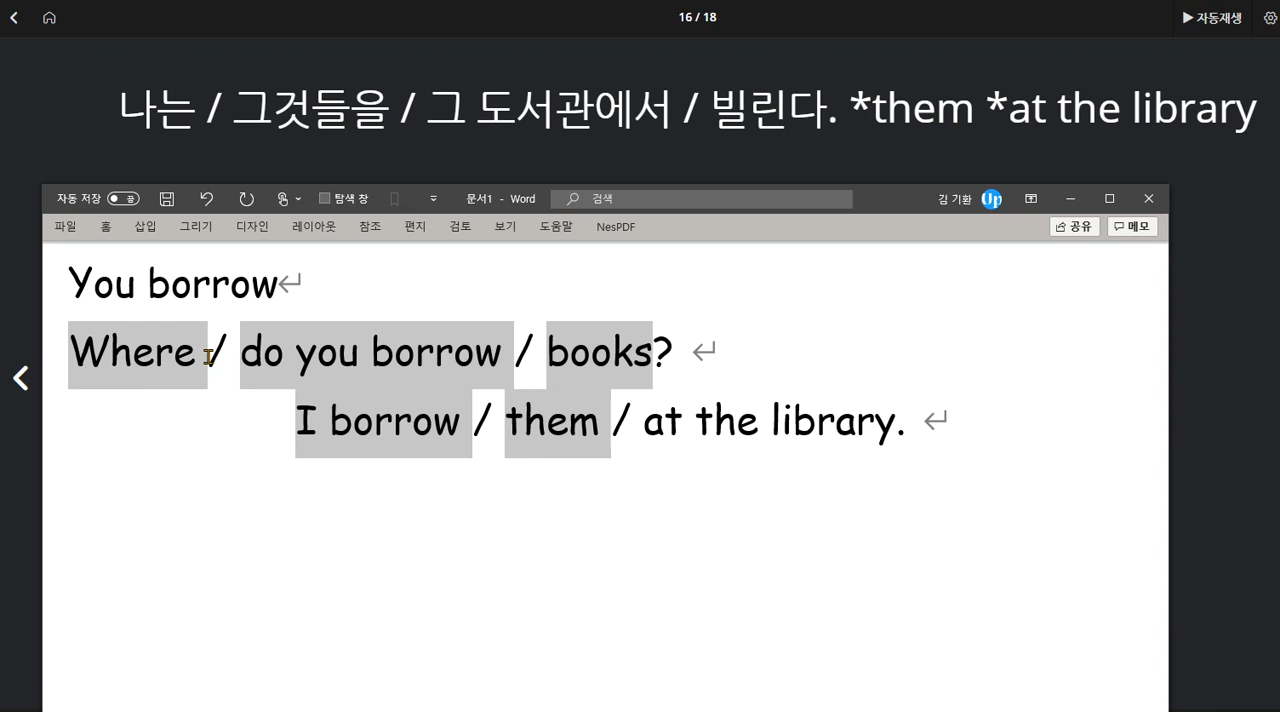 16 / 18
▶ 자동재생
나는 / 그것들을 / 그 도서관에서 / 빌린다. *them *at the library
자동 저장 끔 탐색 창 문서1 - Word 검색 김 기환 Up
파일 홈 삽입 그리기 디자인 레이아웃 참조 편지 검토 보기 도움말 NesPDF 공유 메모
You borrow↵
Where / do you borrow / books? ↵
I borrow / them / at the library. ↵